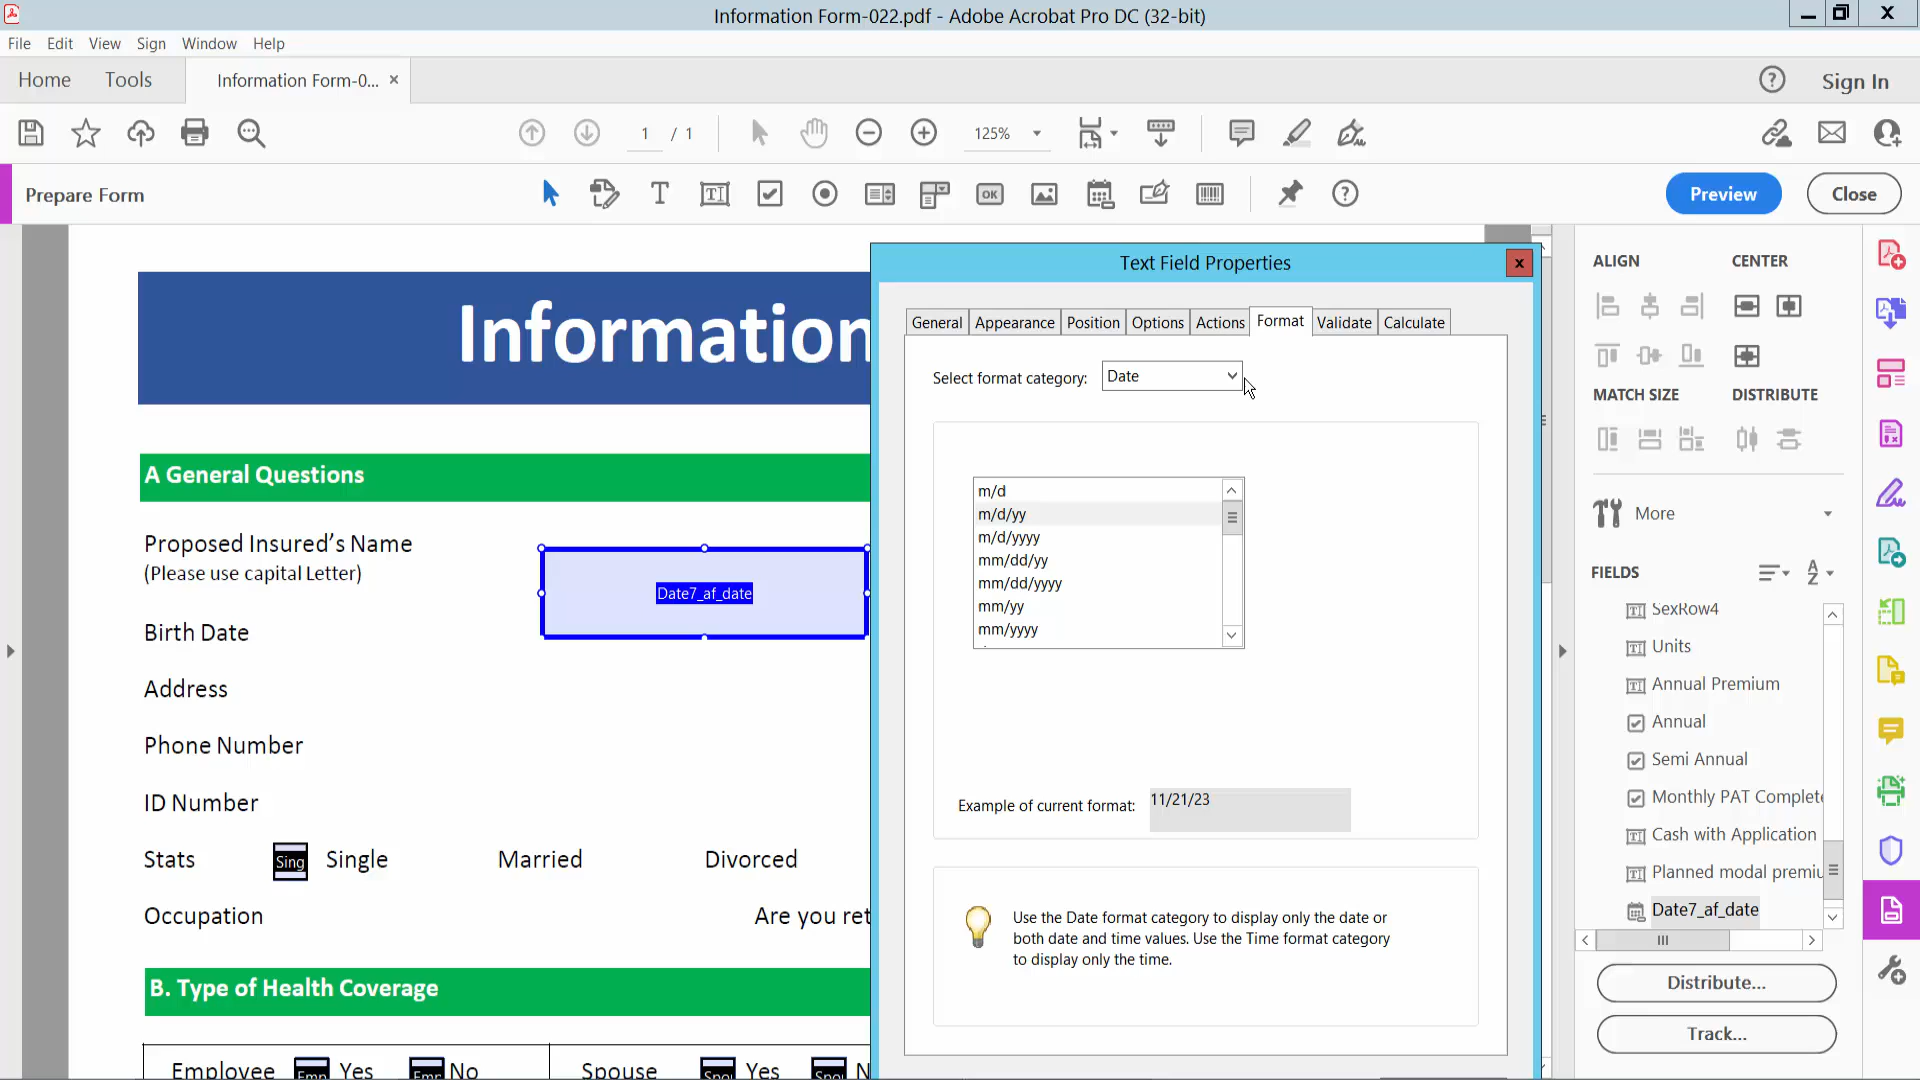 Information Form-022.pdf - Adobe Acrobat Pro DC (32-bit)
File Edit View Sign Window Help
Home Tools Information Form-0... × Sign In
1 / 1 125%
Prepare Form
OK
Preview Close
Information
A General Questions
Proposed Insured's Name
(Please use capital Letter)
Date7_af_date
Birth Date
Address
Phone Number
ID Number
Stats Sing Single Married Divorced
Occupation Are you ret
B. Type of Health Coverage
Employee Yes No Spouse Yes N
Text Field Properties
General Appearance Position Options Actions Format Validate Calculate
Select format category: Date
m/d
m/d/yy
m/d/yyyy
mm/dd/yy
mm/dd/yyyy
mm/yy
mm/yyyy
Example of current format: 11/21/23
Use the Date format category to display only the date or
both date and time values. Use the Time format category
to display only the time.
ALIGN CENTER
MATCH SIZE DISTRIBUTE
More
FIELDS
SexRow4
Units
Annual Premium
Annual
Semi Annual
Monthly PAT Complete
Cash with Application
Planned modal premiu
Date7_af_date
Distribute...
Track...